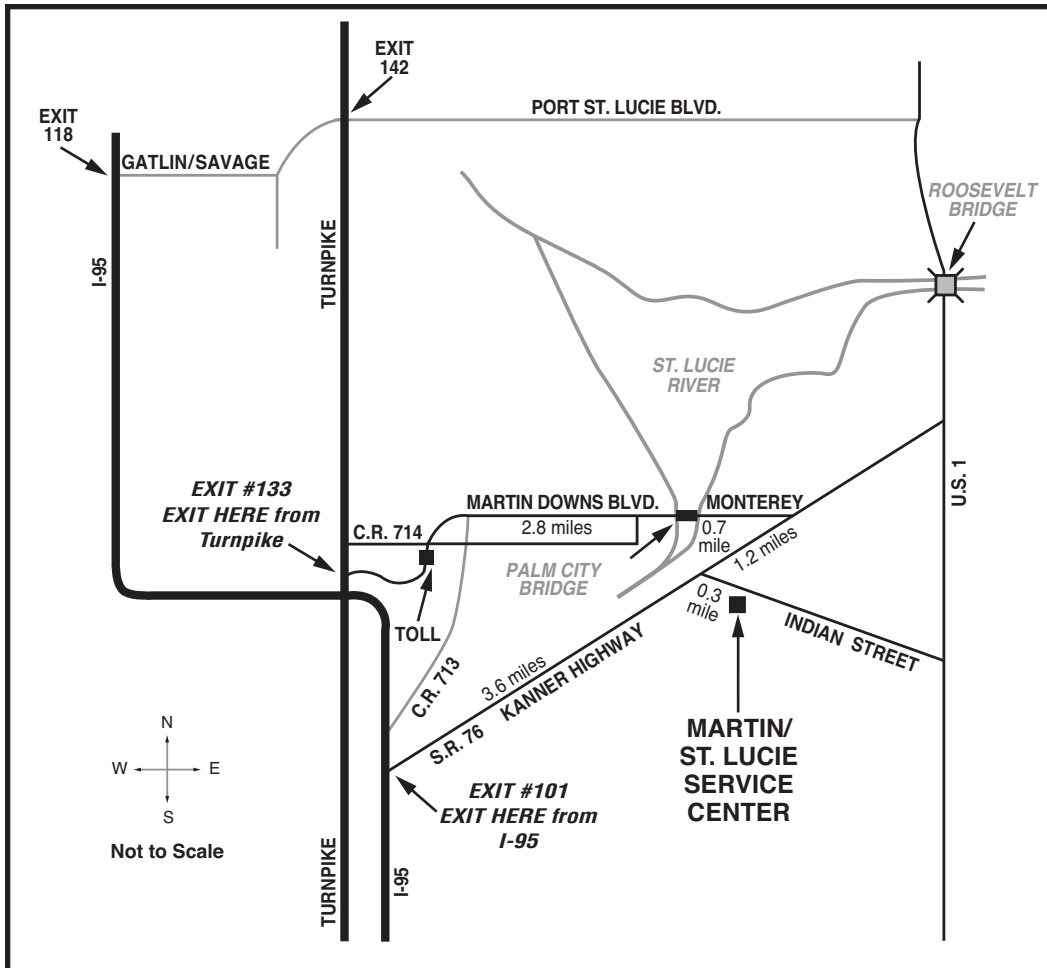 EXIT
142
EXIT
118
PORT ST. LUCIE BLVD.
GATLIN/SAVAGE
ROOSEVELT
BRIDGE
I-95
TURNPIKE
ST. LUCIE
RIVER
U.S. 1
EXIT #133
EXIT HERE from
Turnpike
MARTIN DOWNS BLVD.
MONTEREY
C.R. 714
2.8 miles
0.7
mile
1.2 miles
PALM CITY
BRIDGE
0.3
mile
TOLL
INDIAN STREET
C.R. 713
3.6 miles
KANNER HIGHWAY
S.R. 76
MARTIN/
ST. LUCIE
SERVICE
CENTER
N
W
E
S
Not to Scale
EXIT #101
EXIT HERE from
I-95
TURNPIKE
I-95